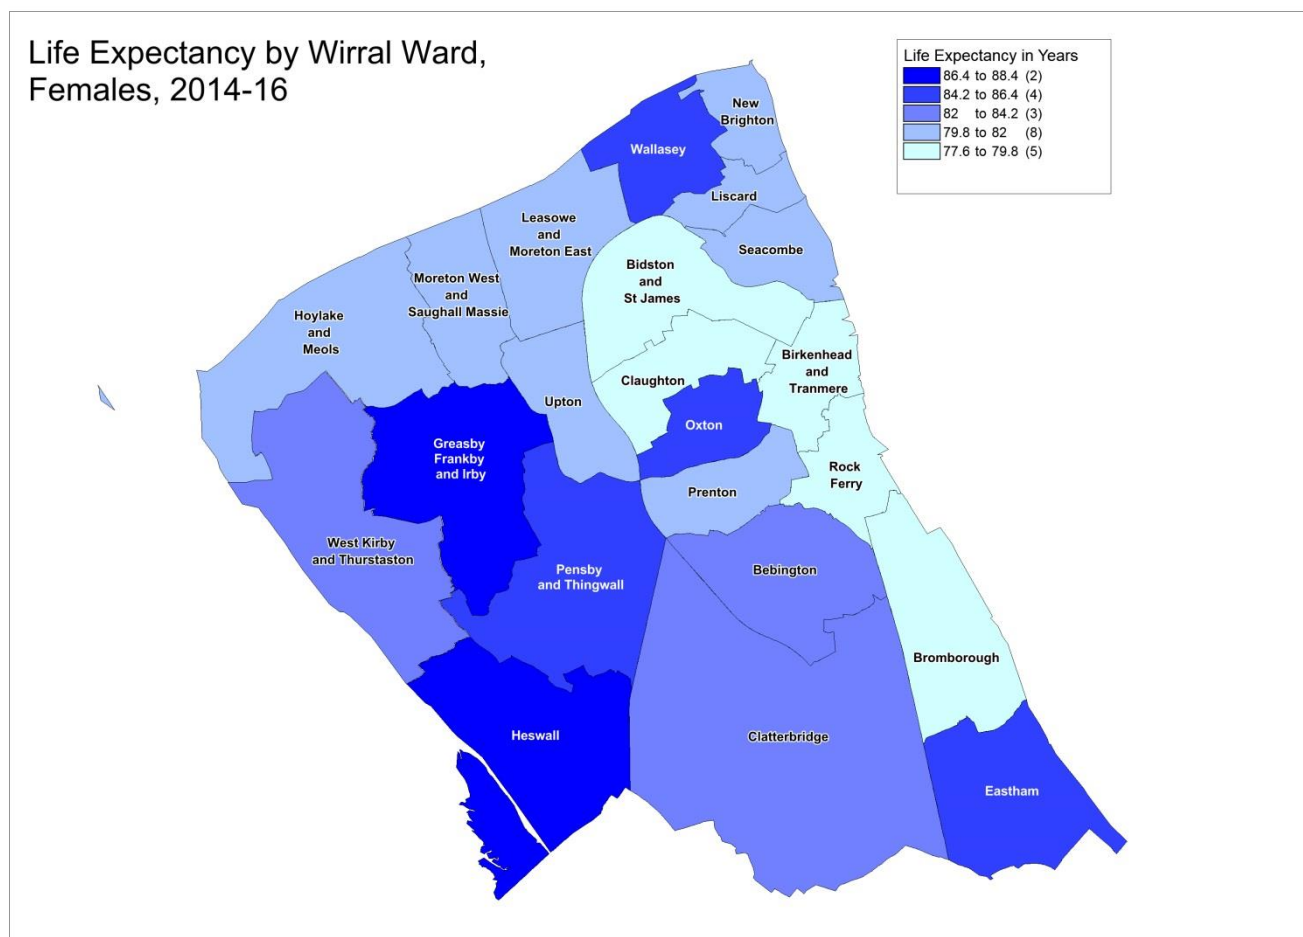 Life Expectancy by Wirral Ward,
Females, 2014-16
Life Expectancy in Years
86.4 to 88.4 (2)
84.2 to 86.4 (4)
82 to 84.2 (3)
79.8 to 82 (8)
77.6 to 79.8 (5)
New
Brighton
Wallasey
Liscard
Leasowe
and
Moreton East
Seacombe
Bidston
and
St James
Moreton West
and
Saughall Massie
Hoylake
and
Meols
Birkenhead
and
Tranmere
Claughton
Upton
Oxton
Greasby
Frankby
and Irby
Rock
Ferry
Prenton
West Kirby
and Thurstaston
Pensby
and Thingwall
Bebington
Bromborough
Heswall
Clatterbridge
Eastham